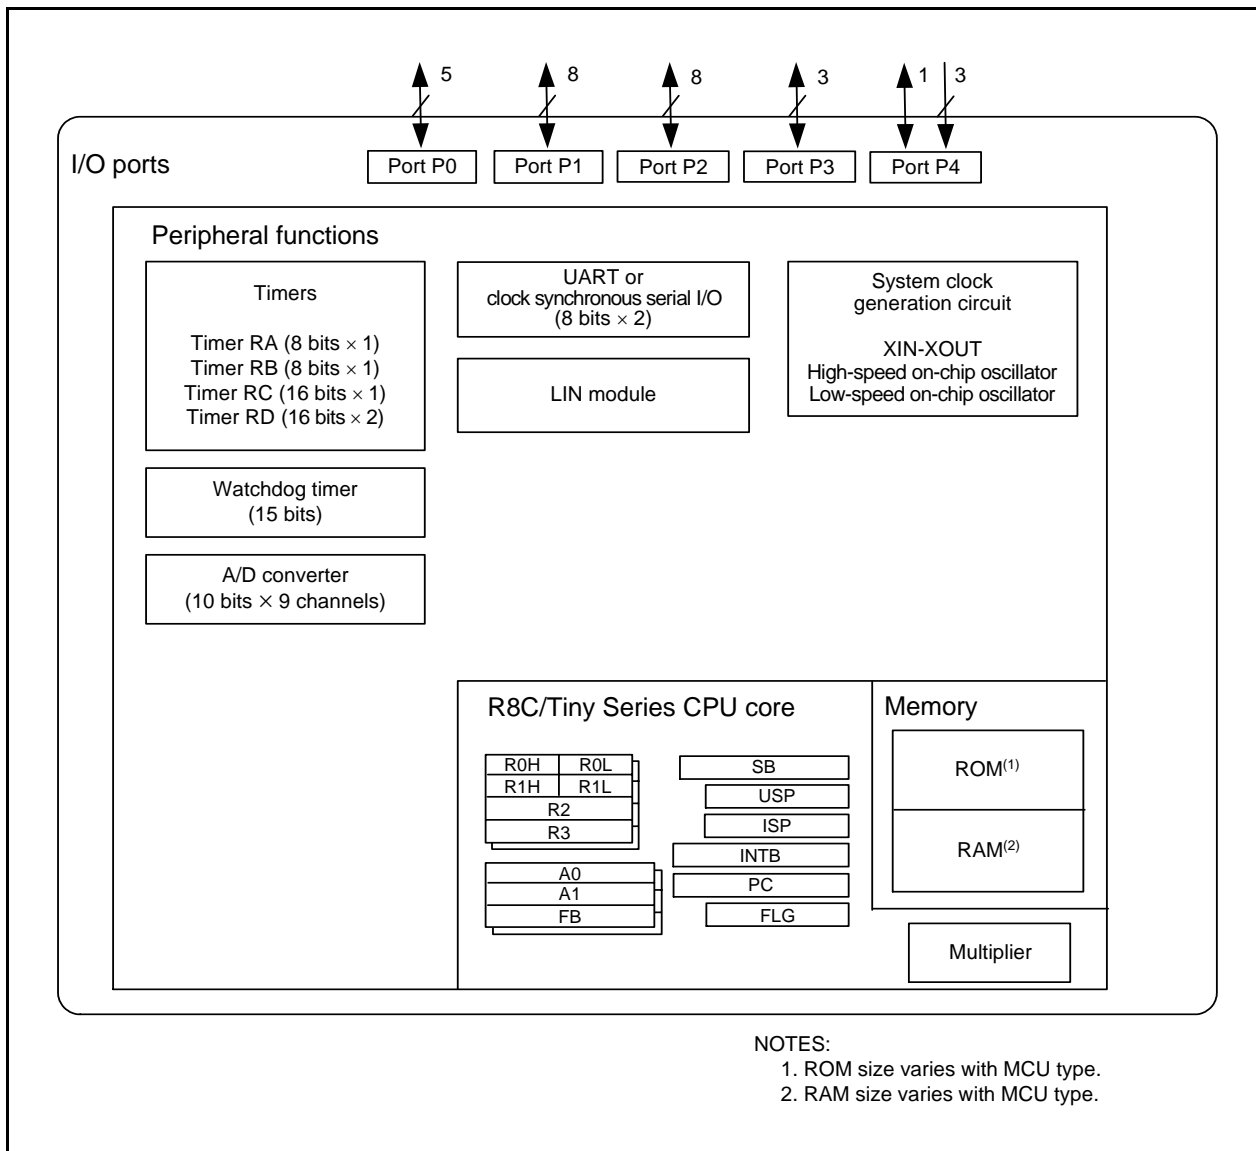 5
8
8
3
1
3
I/O ports
Port P0
Port P1
Port P2
Port P3
Port P4
Peripheral functions
Timers
Timer RA (8 bits × 1)
Timer RB (8 bits × 1)
Timer RC (16 bits × 1)
Timer RD (16 bits × 2)
Watchdog timer
(15 bits)
A/D converter
(10 bits × 9 channels)
UART or
clock synchronous serial I/O
(8 bits × 2)
LIN module
System clock
generation circuit
XIN-XOUT
High-speed on-chip oscillator
Low-speed on-chip oscillator
R8C/Tiny Series CPU core
R0H
R0L
R1H
R1L
R2
R3
A0
A1
FB
SB
USP
ISP
INTB
PC
FLG
Memory
ROM(1)
RAM(2)
Multiplier
NOTES:
1. ROM size varies with MCU type.
2. RAM size varies with MCU type.